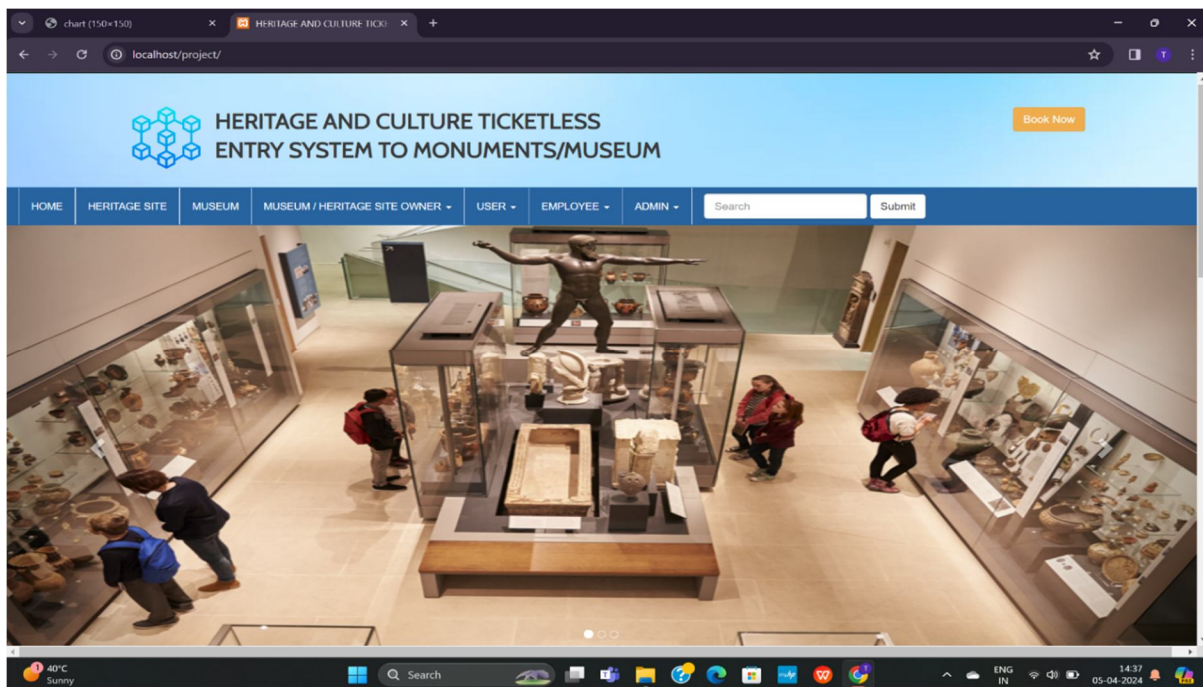 chart (150×150)
HERITAGE AND CULTURE TICKE
localhost/project/
HERITAGE AND CULTURE TICKETLESS
ENTRY SYSTEM TO MONUMENTS/MUSEUM
Book Now
HOME HERITAGE SITE MUSEUM MUSEUM / HERITAGE SITE OWNER USER EMPLOYEE ADMIN Search Submit
40°C
Sunny
Search
ENG
IN
14:37
05-04-2024